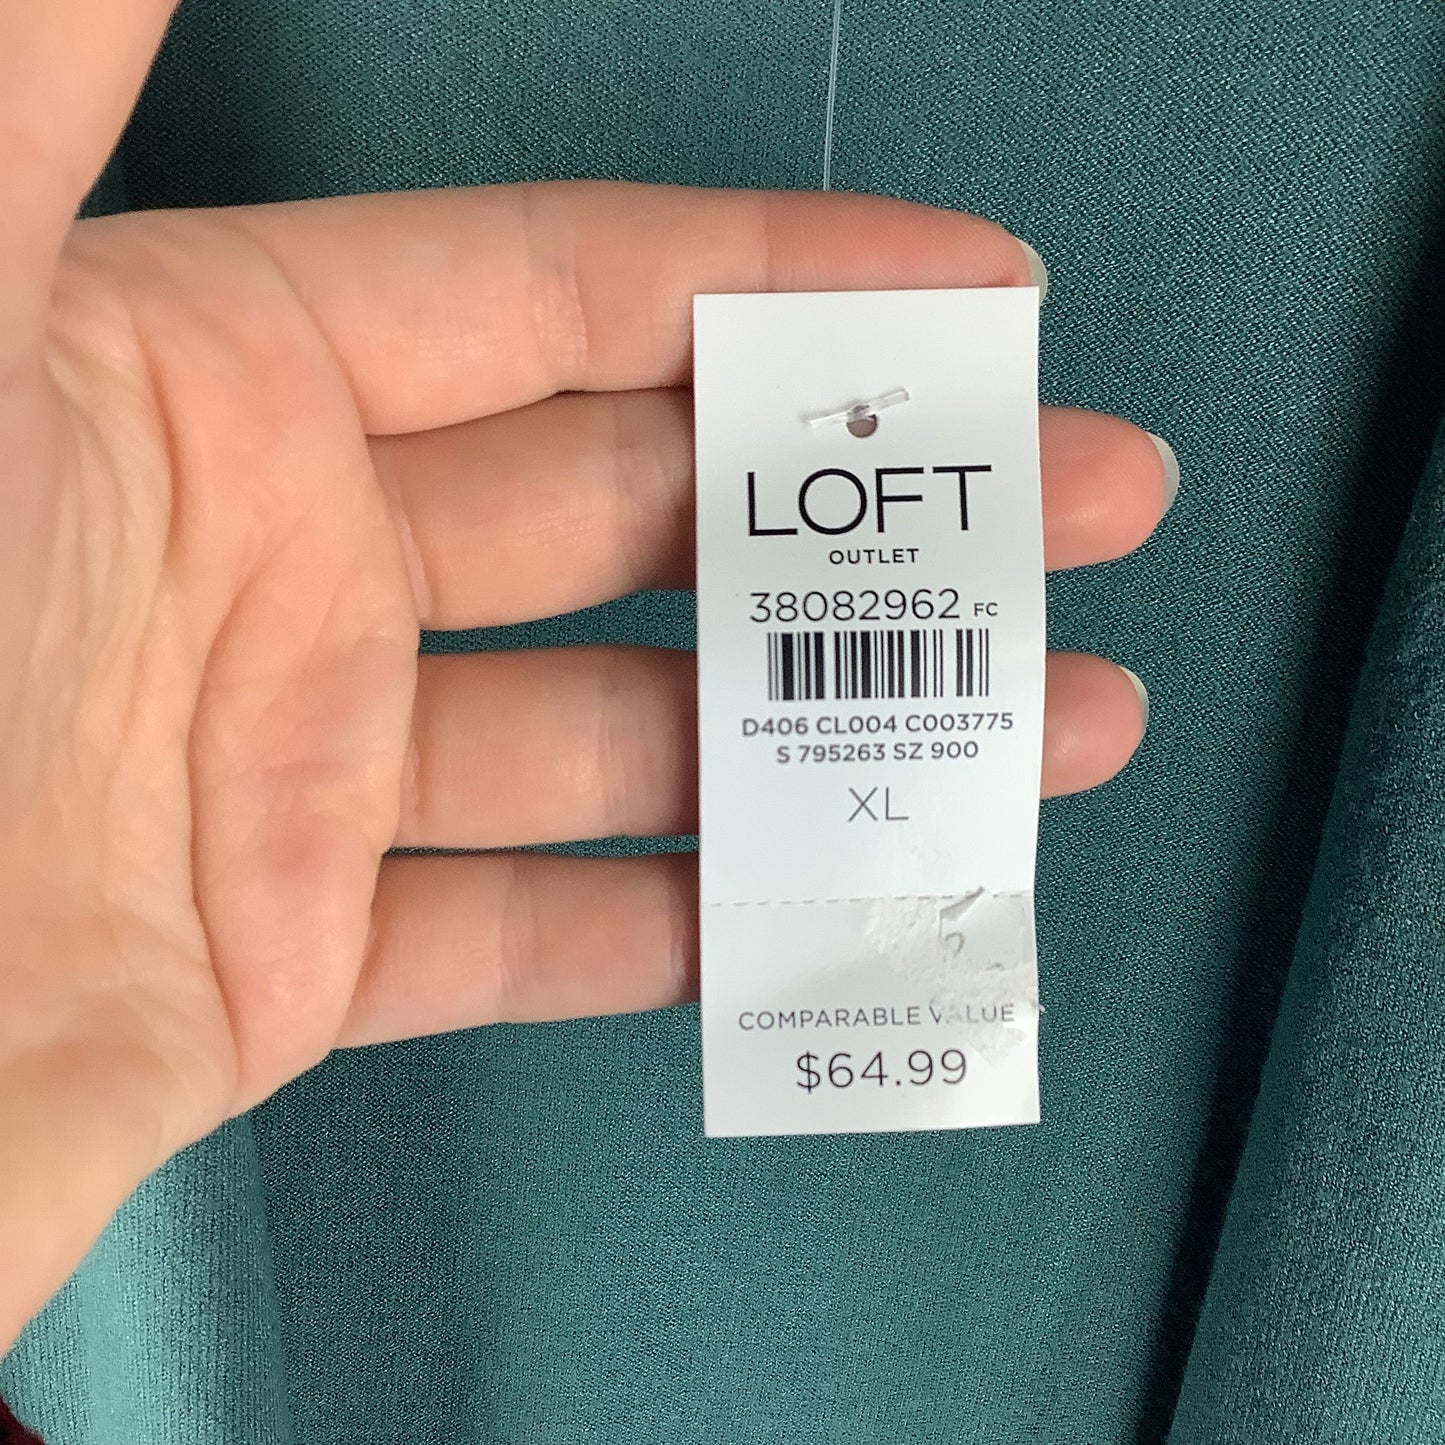 LOFT
OUTLET
38082962 FC
D406 CL004 C003775
S 795263 SZ 900
XL
COMPARABLE VALUE
$64.99